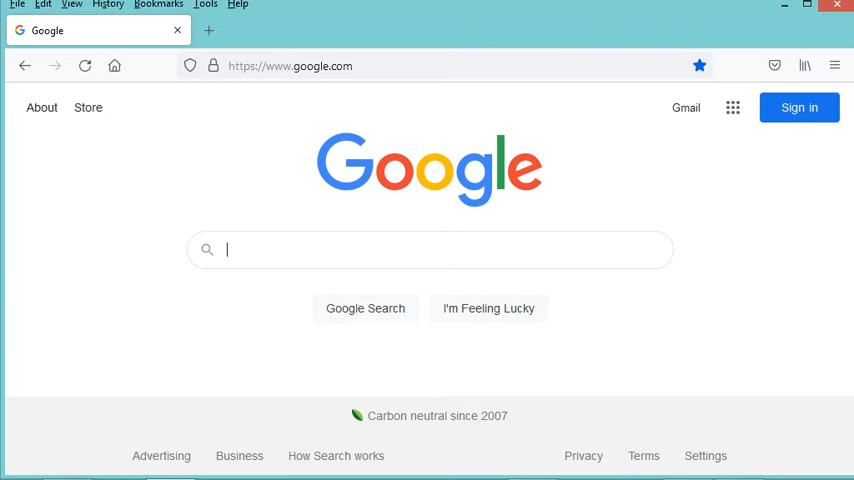 File Edit View History Bookmarks Tools Help
Google
https://www.google.com
About Store Gmail Sign in
Google
Google Search I'm Feeling Lucky
Carbon neutral since 2007
Advertising Business How Search works Privacy Terms Settings